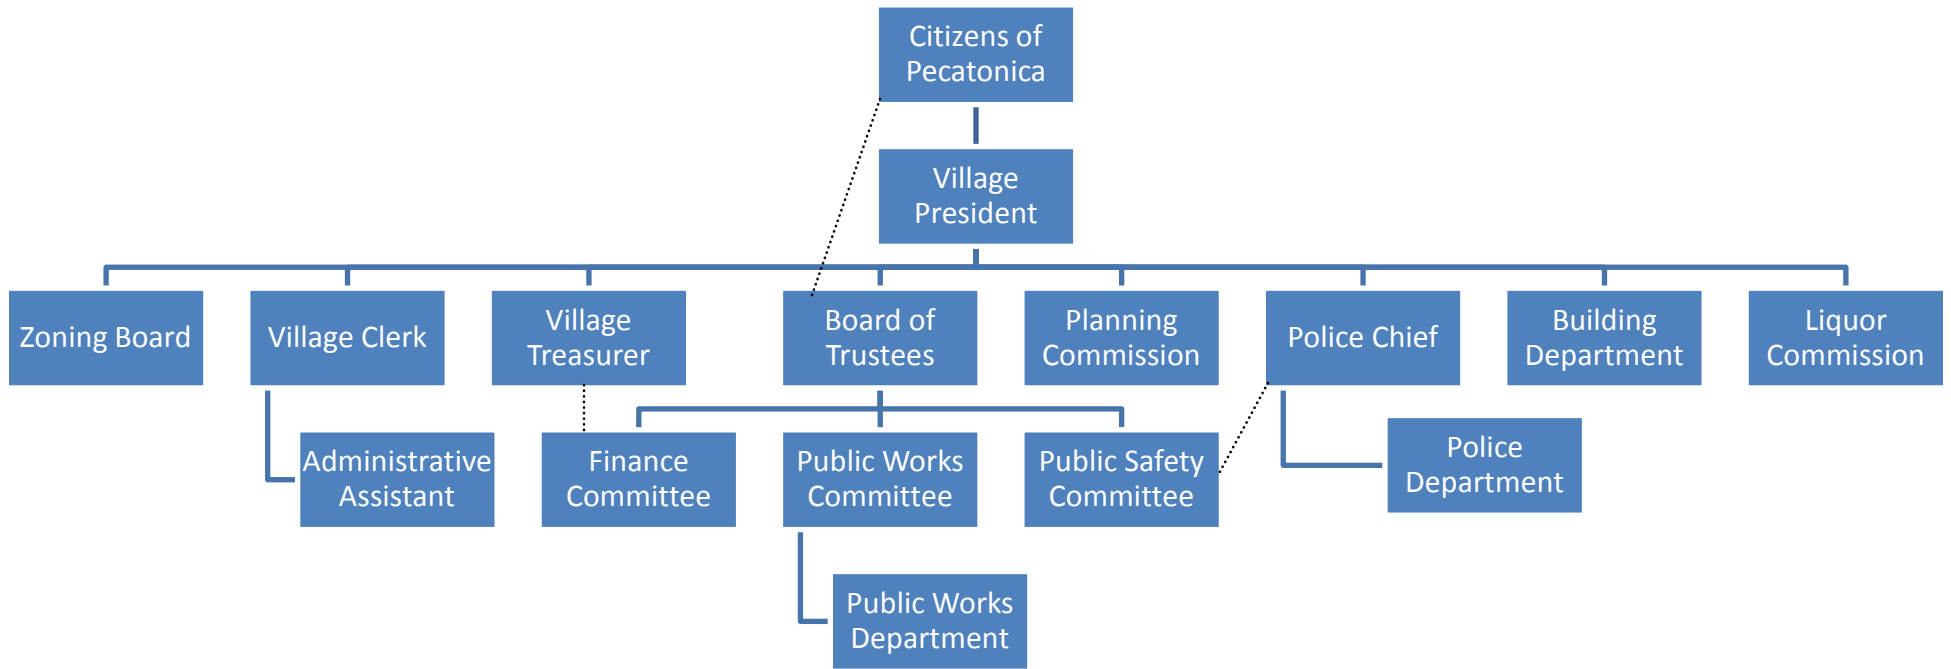 Citizens of
Pecatonica
Village
President
Zoning Board
Village Clerk
Village
Treasurer
Board of
Trustees
Planning
Commission
Police Chief
Building
Department
Liquor
Commission
Administrative
Assistant
Finance
Committee
Public Works
Committee
Public Safety
Committee
Police
Department
Public Works
Department